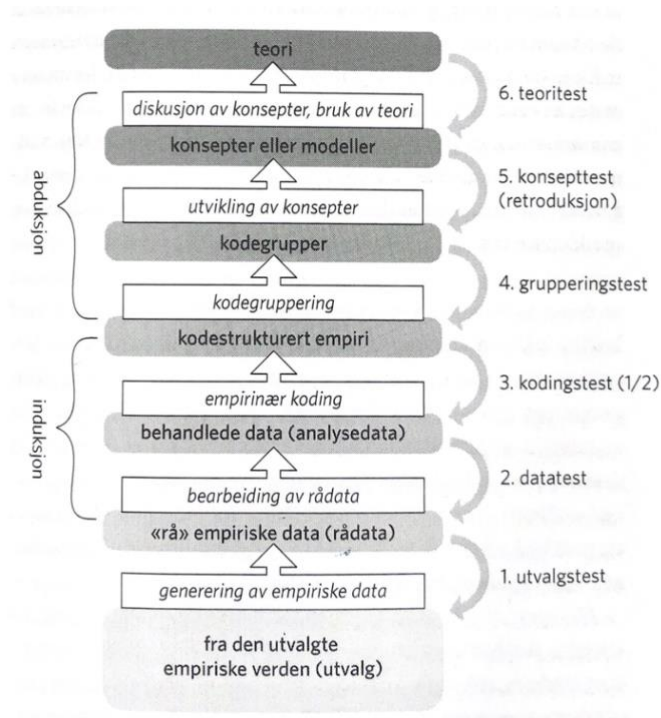 teori
6. teoritest
diskusjon av konsepter, bruk av teori
konsepter eller modeller
5. konsepttest
(retroduksjon)
utvikling av konsepter
abduksjon
kodegrupper
4. grupperingstest
kodegruppering
kodestrukturert empiri
3. kodingstest (1/2)
empirinær koding
induksjon
behandlede data (analysedata)
2. datatest
bearbeiding av rådata
«rå» empiriske data (rådata)
1. utvalgstest
generering av empiriske data
fra den utvalgte
empiriske verden (utvalg)